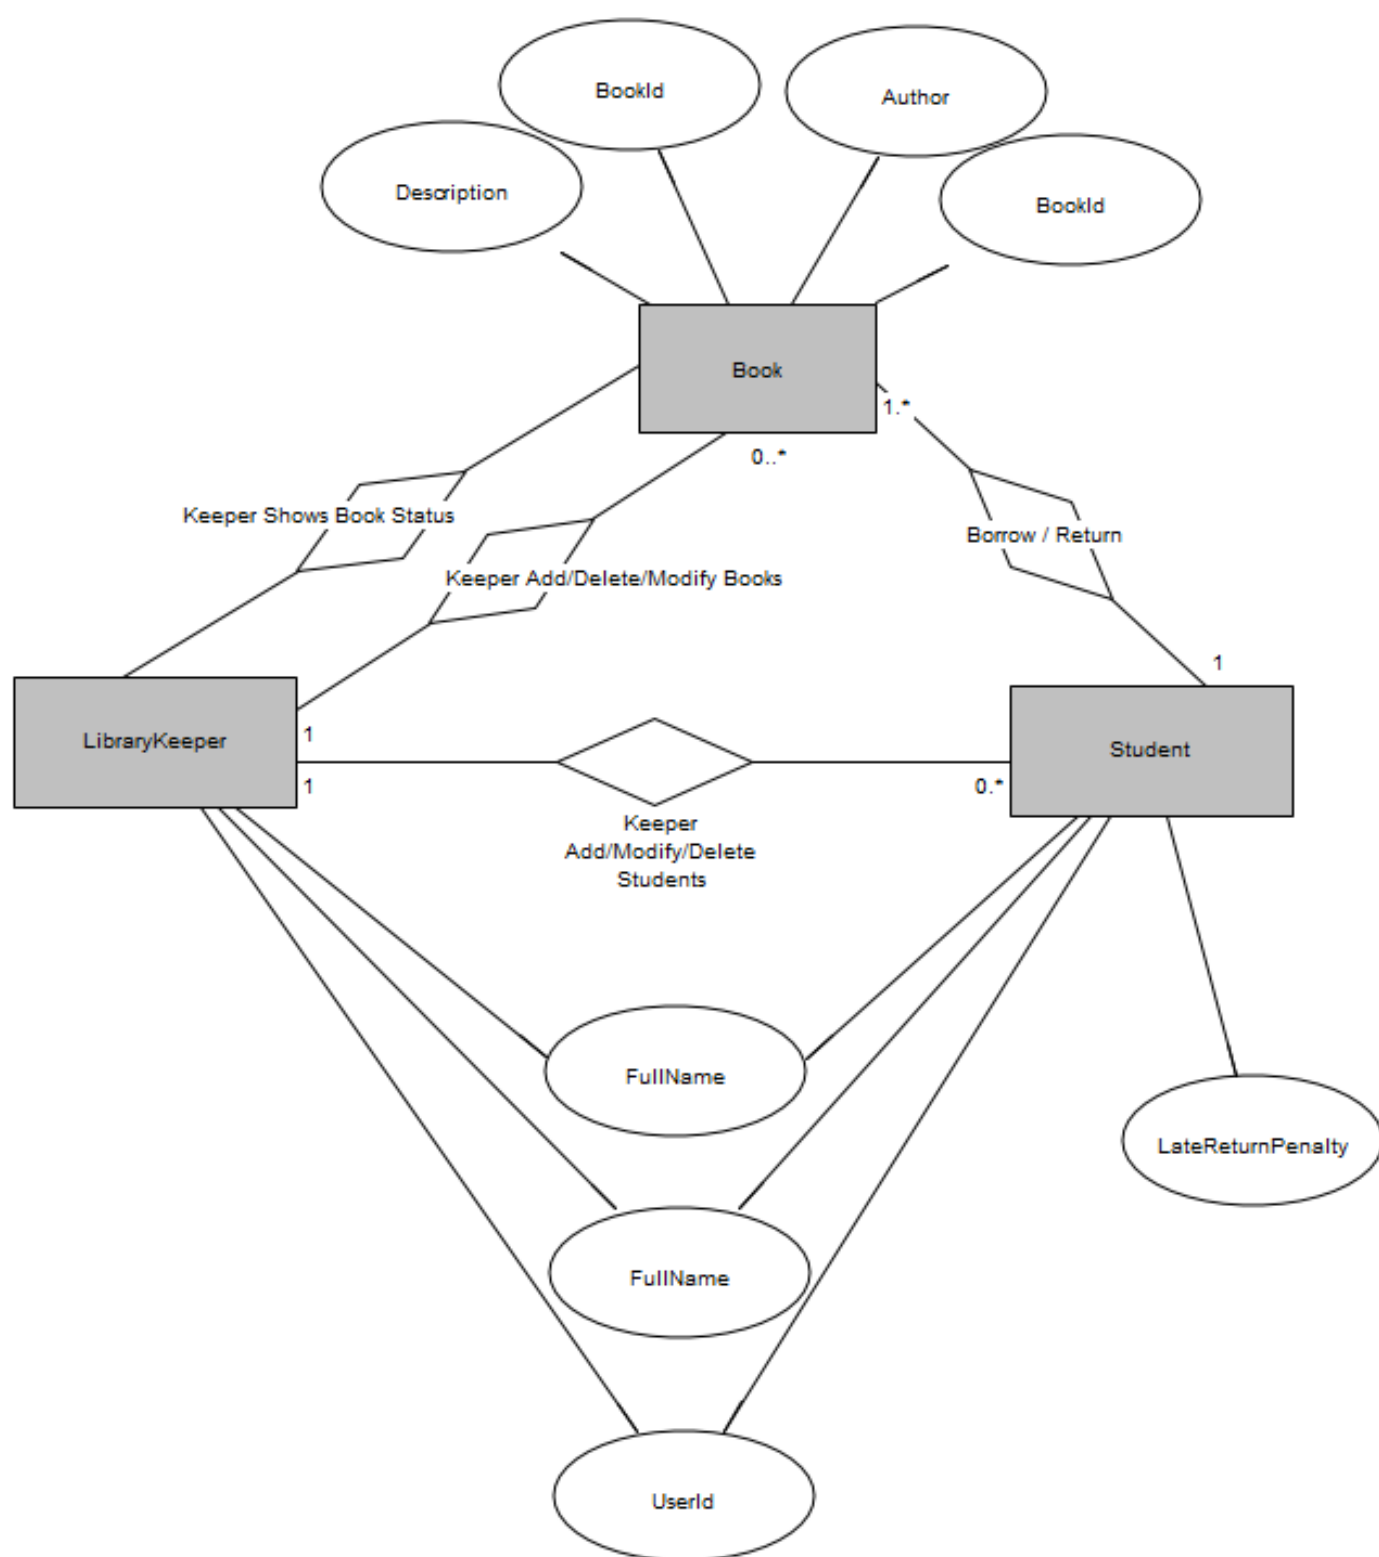 BookId
Author
Description
BookId
Book
1.*
0..*
Keeper Shows Book Status
Borrow / Return
Keeper Add/Delete/Modify Books
1
LibraryKeeper
1
Student
1
0.*
Keeper
Add/Modify/Delete
Students
FullName
LateReturnPenalty
FullName
UserId